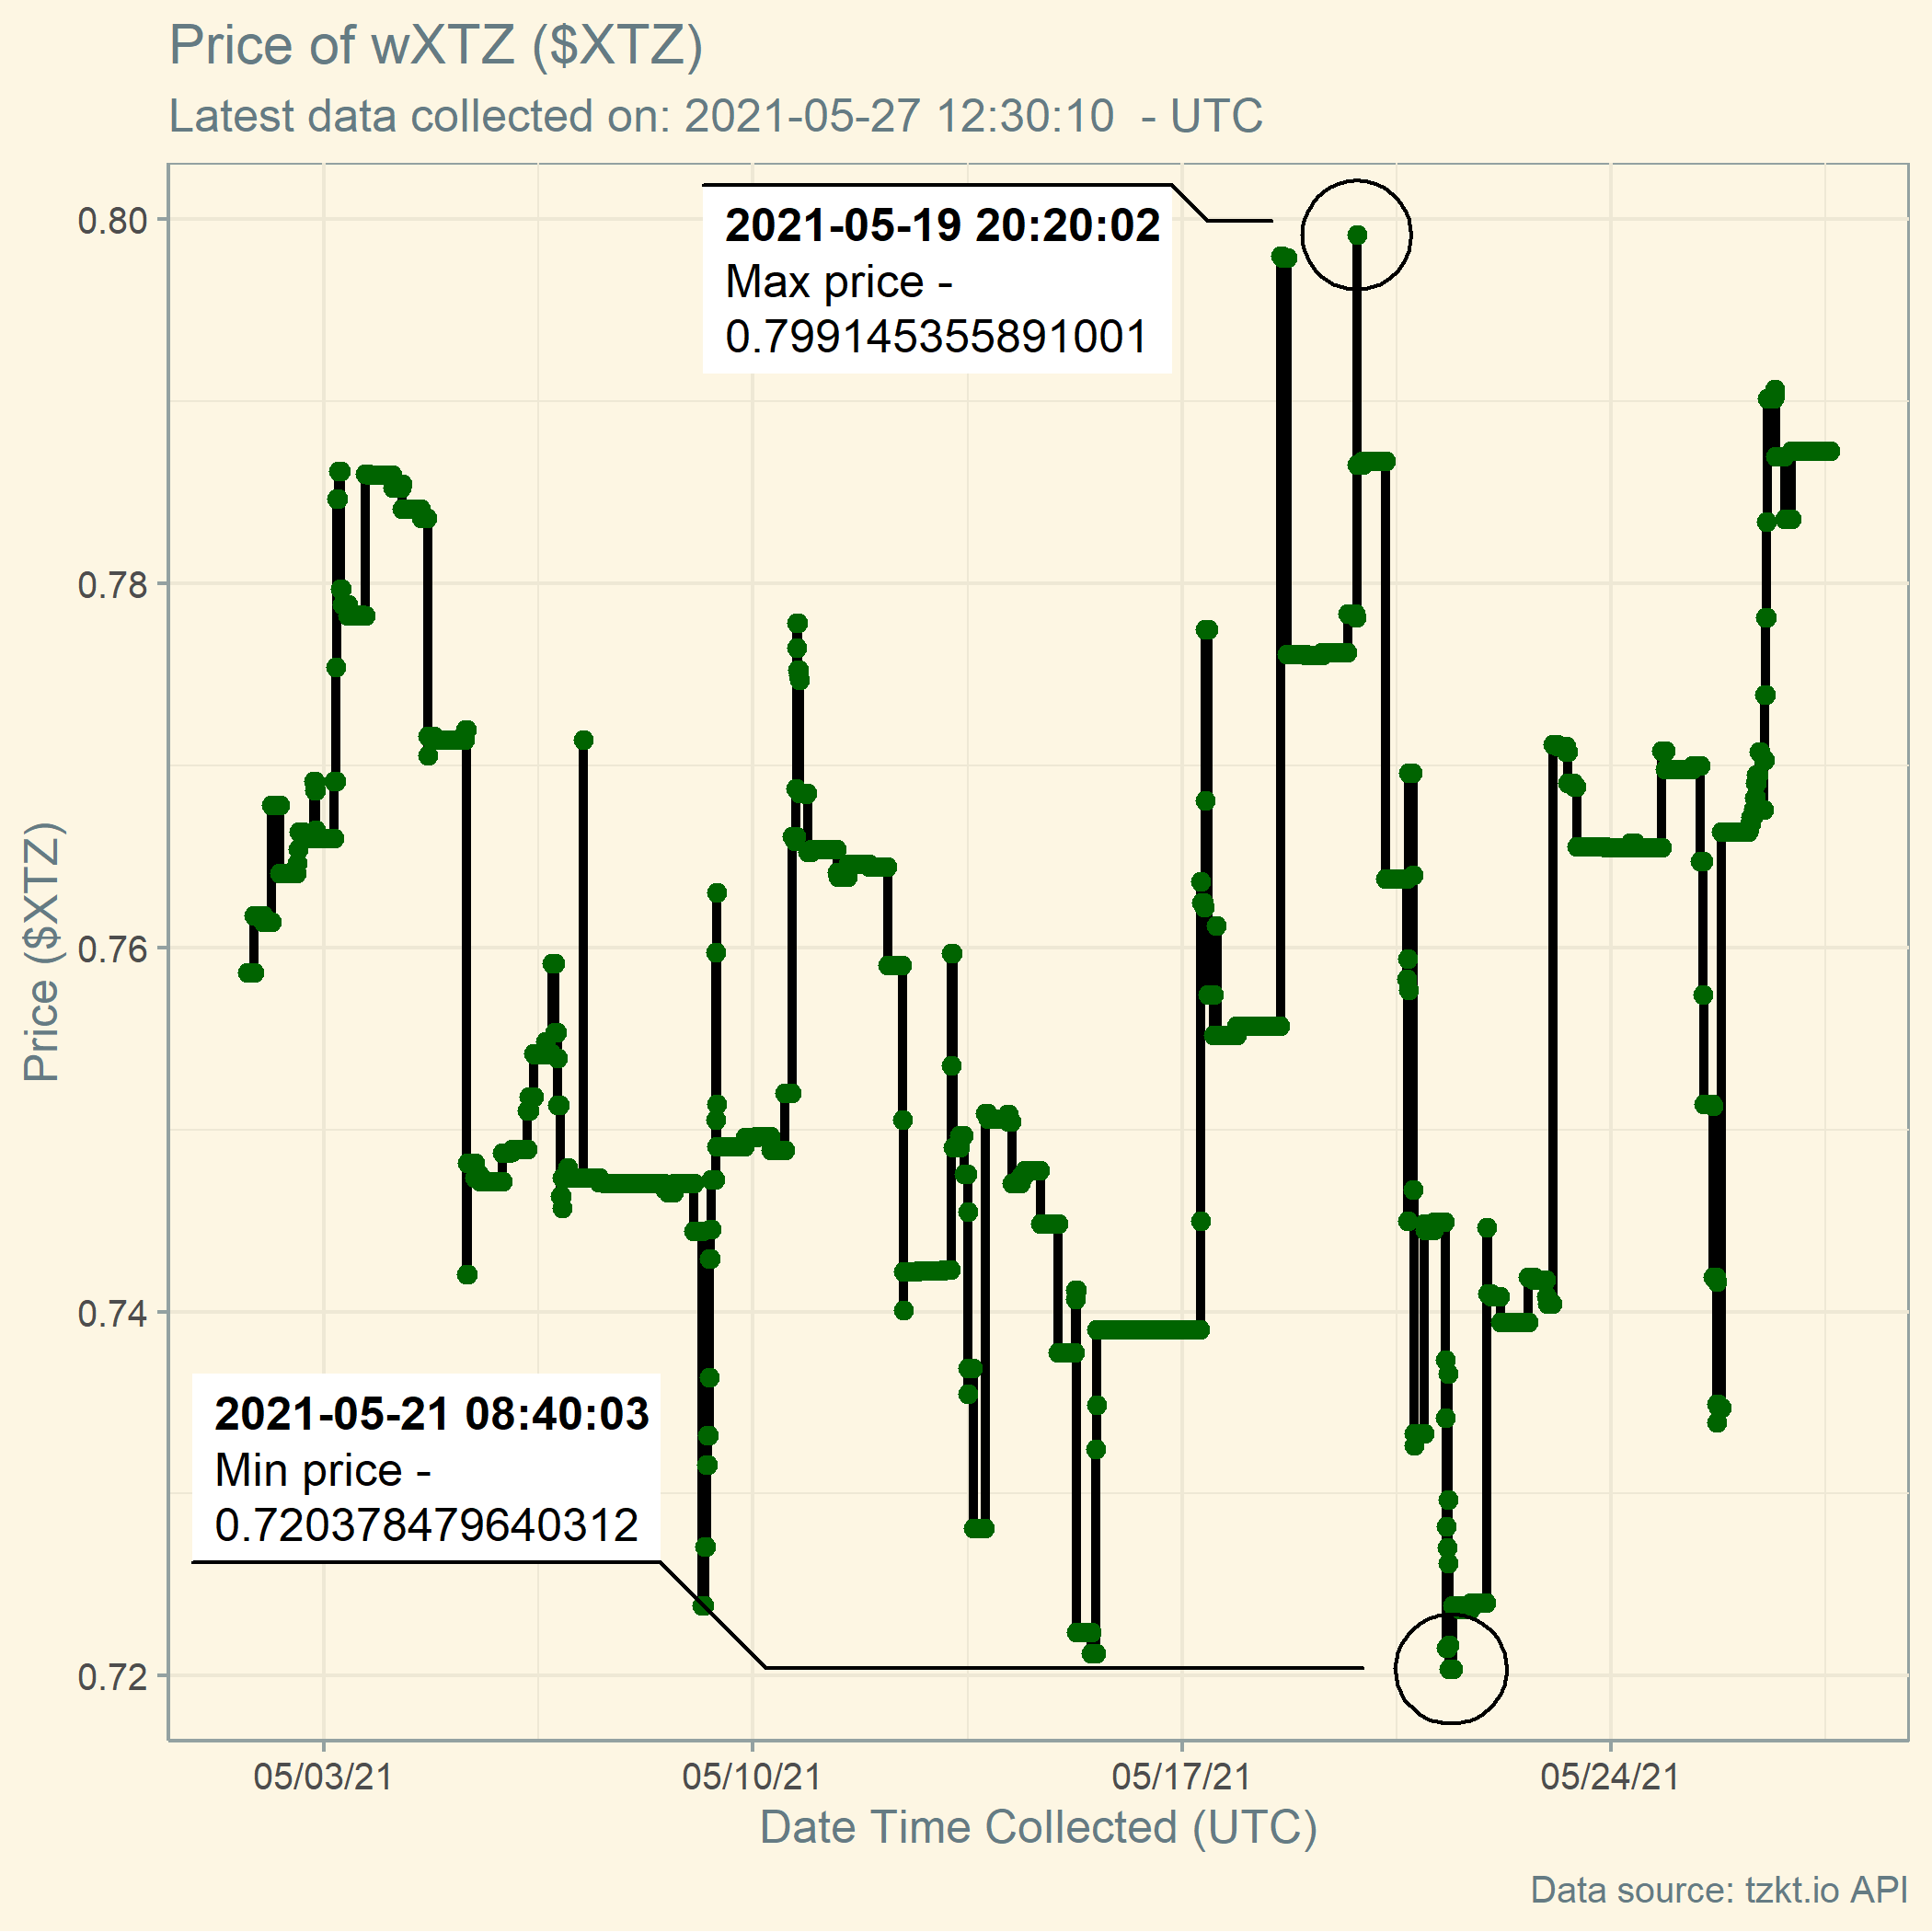 Price of wXTZ ($XTZ)
Latest data collected on: 2021-05-27 12:30:10  - UTC
0.80
0.78
0.76
0.74
0.72
Price ($XTZ)
2021-05-19 20:20:02
Max price -
0.799145355891001
2021-05-21 08:40:03
Min price -
0.720378479640312
05/03/21
05/10/21
05/17/21
05/24/21
Date Time Collected (UTC)
Data source: tzkt.io API